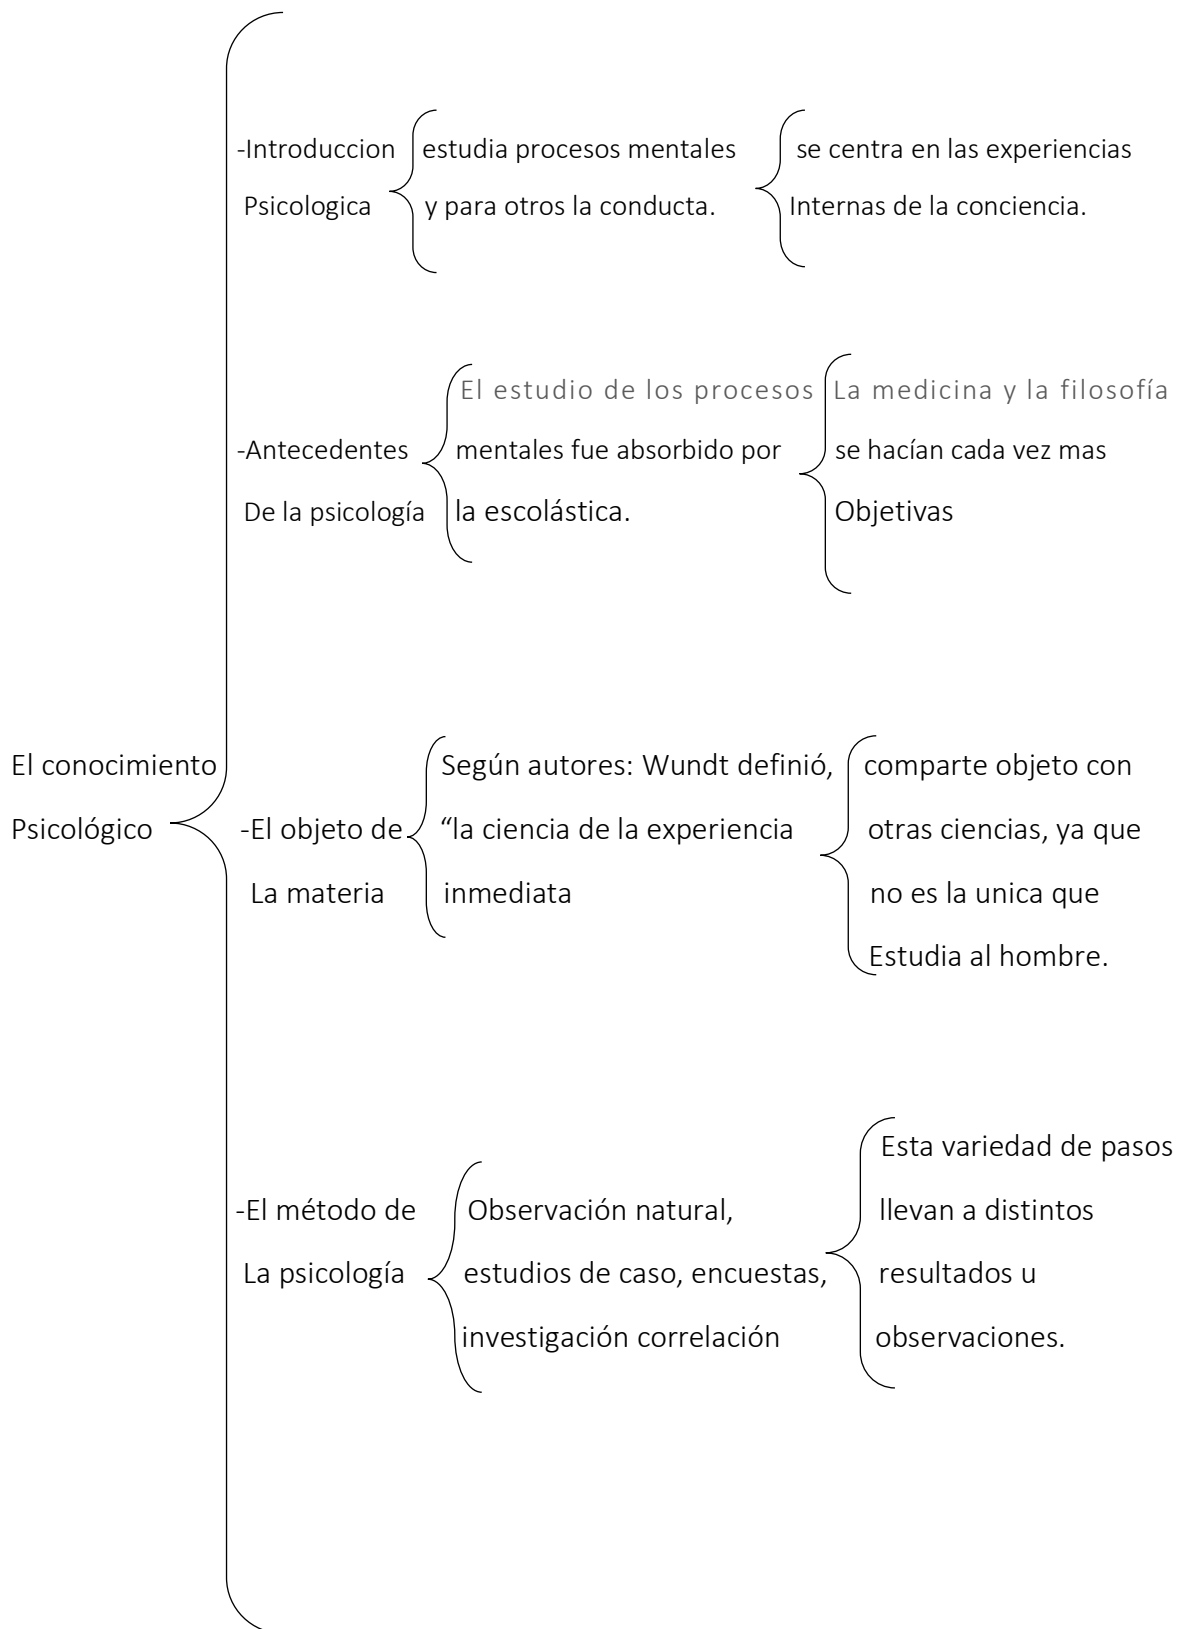 -Introduccion
Psicologica
estudia procesos mentales
y para otros la conducta.
se centra en las experiencias
Internas de la conciencia.
-Antecedentes
De la psicología
El estudio de los procesos
mentales fue absorbido por
la escolástica.
La medicina y la filosofía
se hacían cada vez mas
Objetivas
El conocimiento
Psicológico
-El objeto de
La materia
Según autores: Wundt definió,
“la ciencia de la experiencia
inmediata
comparte objeto con
otras ciencias, ya que
no es la unica que
Estudia al hombre.
-El método de
La psicología
Observación natural,
estudios de caso, encuestas,
investigación correlación
Esta variedad de pasos
llevan a distintos
resultados u
observaciones.